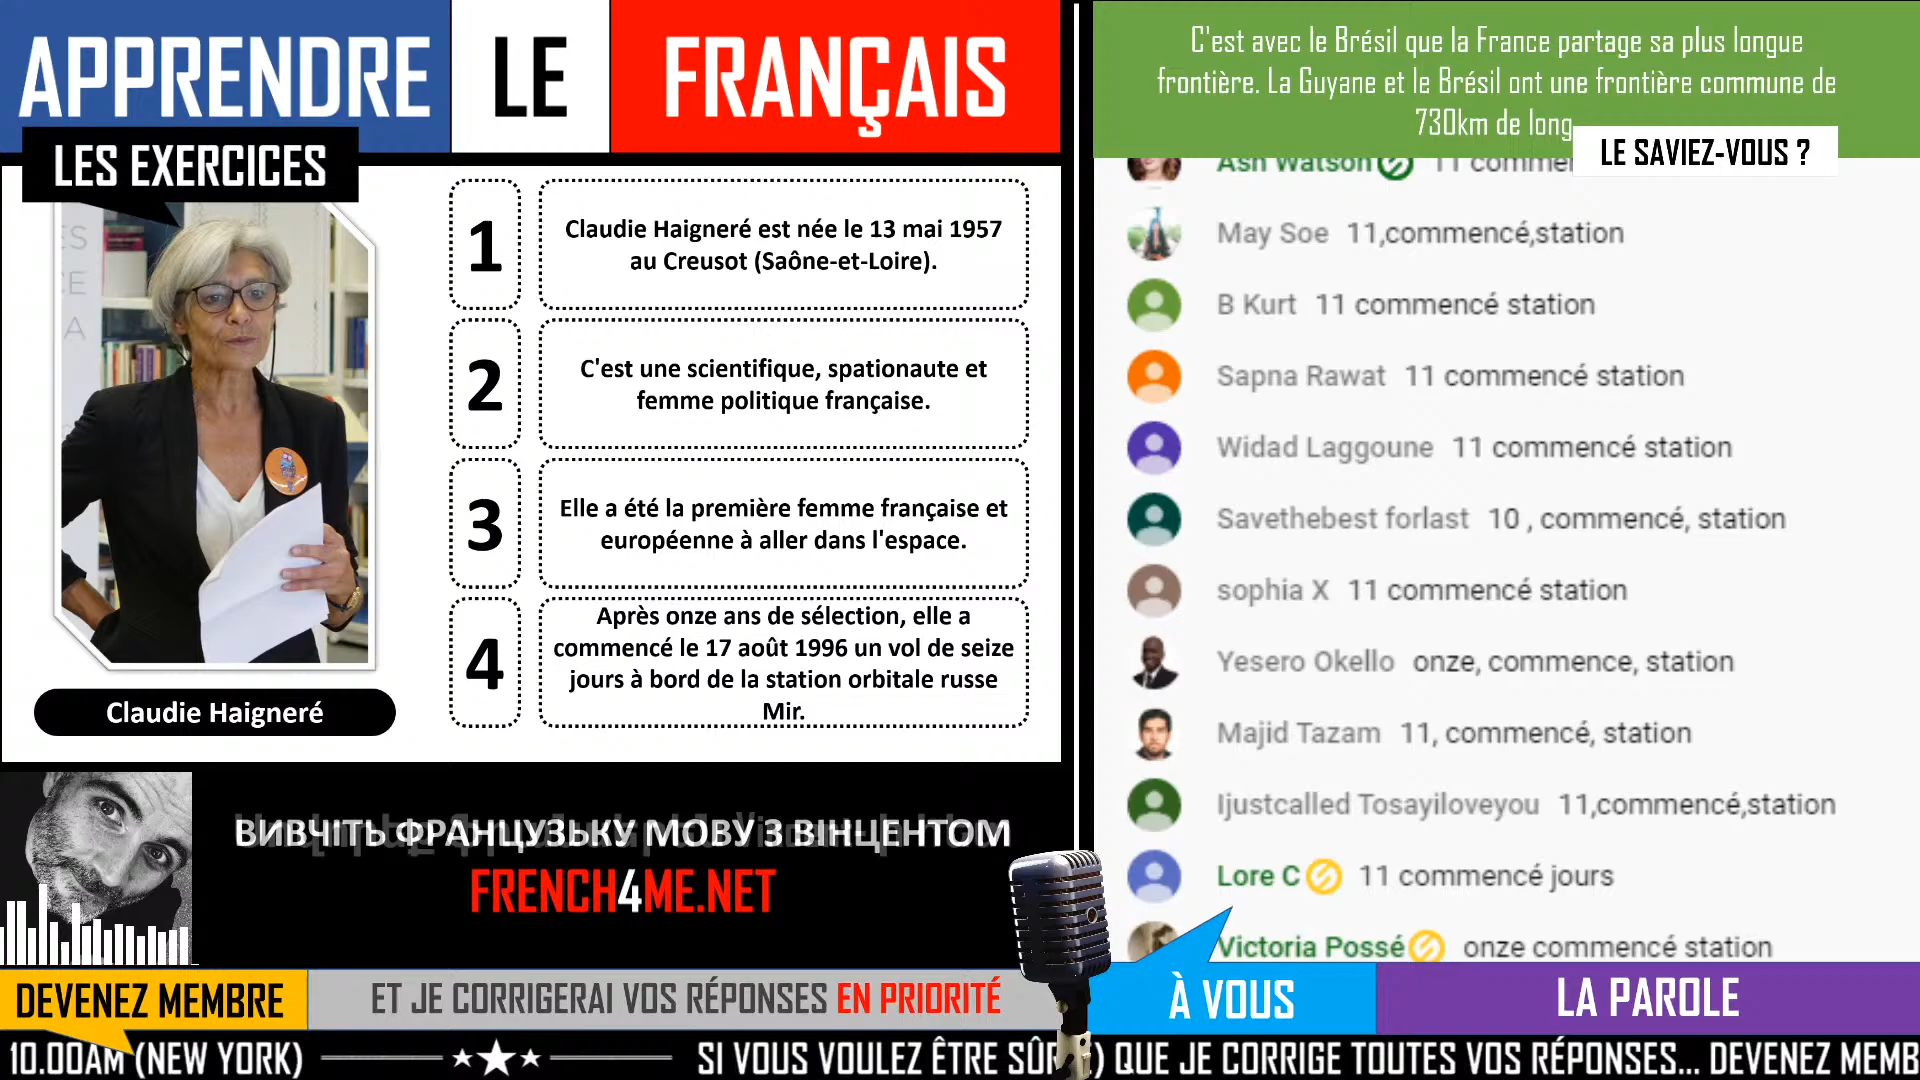 APPRENDRE LE FRANÇAIS
LES EXERCICES
1
Claudie Haigneré est née le 13 mai 1957
au Creusot (Saône-et-Loire).
2
C'est une scientifique, spationaute et
femme politique française.
3
Elle a été la première femme française et
européenne à aller dans l'espace.
4
Après onze ans de sélection, elle a
commencé le 17 août 1996 un vol de seize
jours à bord de la station orbitale russe
Mir.
Claudie Haigneré
ВИВЧІТЬ ФРАНЦУЗЬКУ МОВУ З ВІНЦЕНТОМ
FRENCH4ME.NET
C'est avec le Brésil que la France partage sa plus longue
frontière. La Guyane et le Brésil ont une frontière commune de
730km de long
LE SAVIEZ-VOUS ?
Ash Watson 11
May Soe 11,commencé,station
B Kurt 11 commencé station
Sapna Rawat 11 commencé station
Widad Laggoune 11 commencé station
Savethebest forlast 10 , commencé, station
sophia X 11 commencé station
Yesero Okello onze, commence, station
Majid Tazam 11, commencé, station
Ijustcalled Tosayiloveyou 11,commencé,station
Lore C 11 commencé jours
Victoria Possé onze commencé station
DEVENEZ MEMBRE
ET JE CORRIGERAI VOS RÉPONSES EN PRIORITÉ
À VOUS
LA PAROLE
10.00AM (NEW YORK)
SI VOUS VOULEZ ÊTRE SÛR ) QUE JE CORRIGE TOUTES VOS RÉPONSES... DEVENEZ MEMB